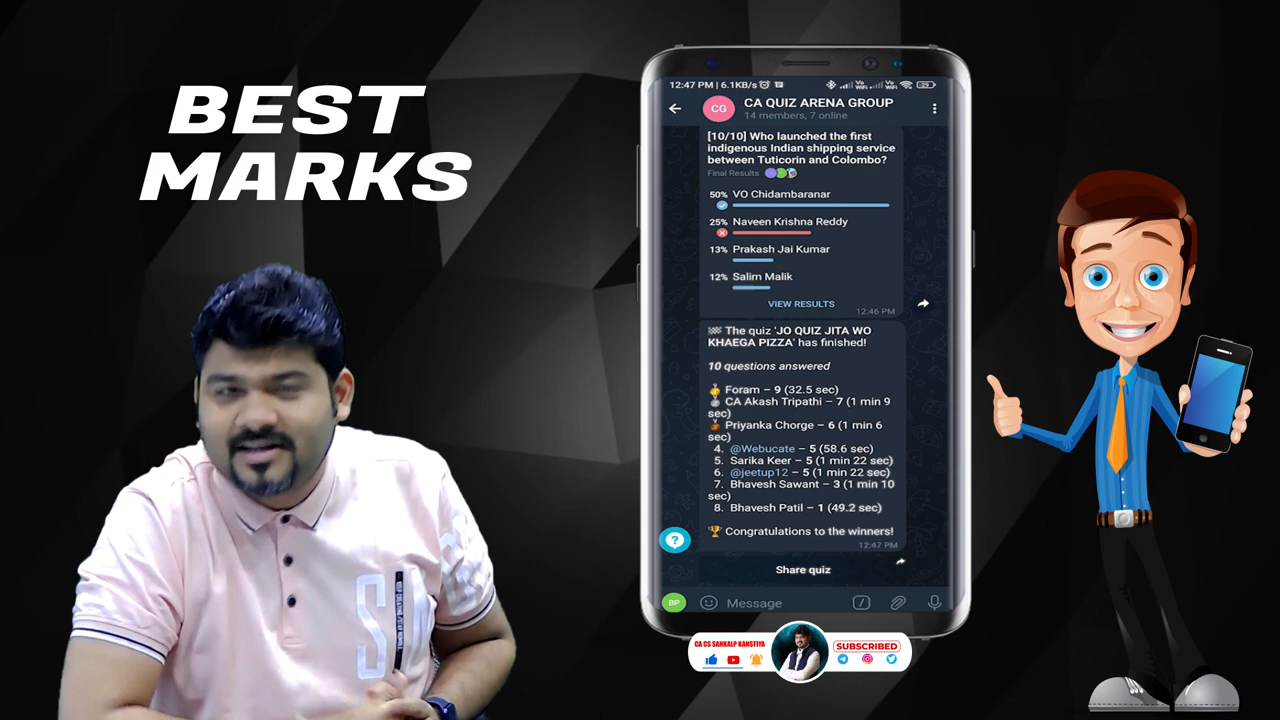 BEST
MARKS
12:47 PM | 6.1KB/s
Vo
WiFi
Vo
WiFi
CG
CA QUIZ ARENA GROUP
14 members, 7 online
[10/10] Who launched the first
indigenous Indian shipping service
between Tuticorin and Colombo?
Final Results
50% VO Chidambaranar
25% Naveen Krishna Reddy
13% Prakash Jai Kumar
12% Salim Malik
VIEW RESULTS
12:46 PM
🏁 The quiz 'JO QUIZ JITA WO
KHAEGA PIZZA' has finished!
10 questions answered
🥇 Foram – 9 (32.5 sec)
🥈 CA Akash Tripathi – 7 (1 min 9
sec)
🥉 Priyanka Chorge – 6 (1 min 6
sec)
4. @Webucate – 5 (58.6 sec)
5. Sarika Keer – 5 (1 min 22 sec)
6. @jeetup12 – 5 (1 min 22 sec)
7. Bhavesh Sawant – 3 (1 min 10
sec)
8. Bhavesh Patil – 1 (49.2 sec)
🏆 Congratulations to the winners!
12:47 PM
Share quiz
BP
Message
CA CS SANKALP KANSTIYA
SUBSCRIBED